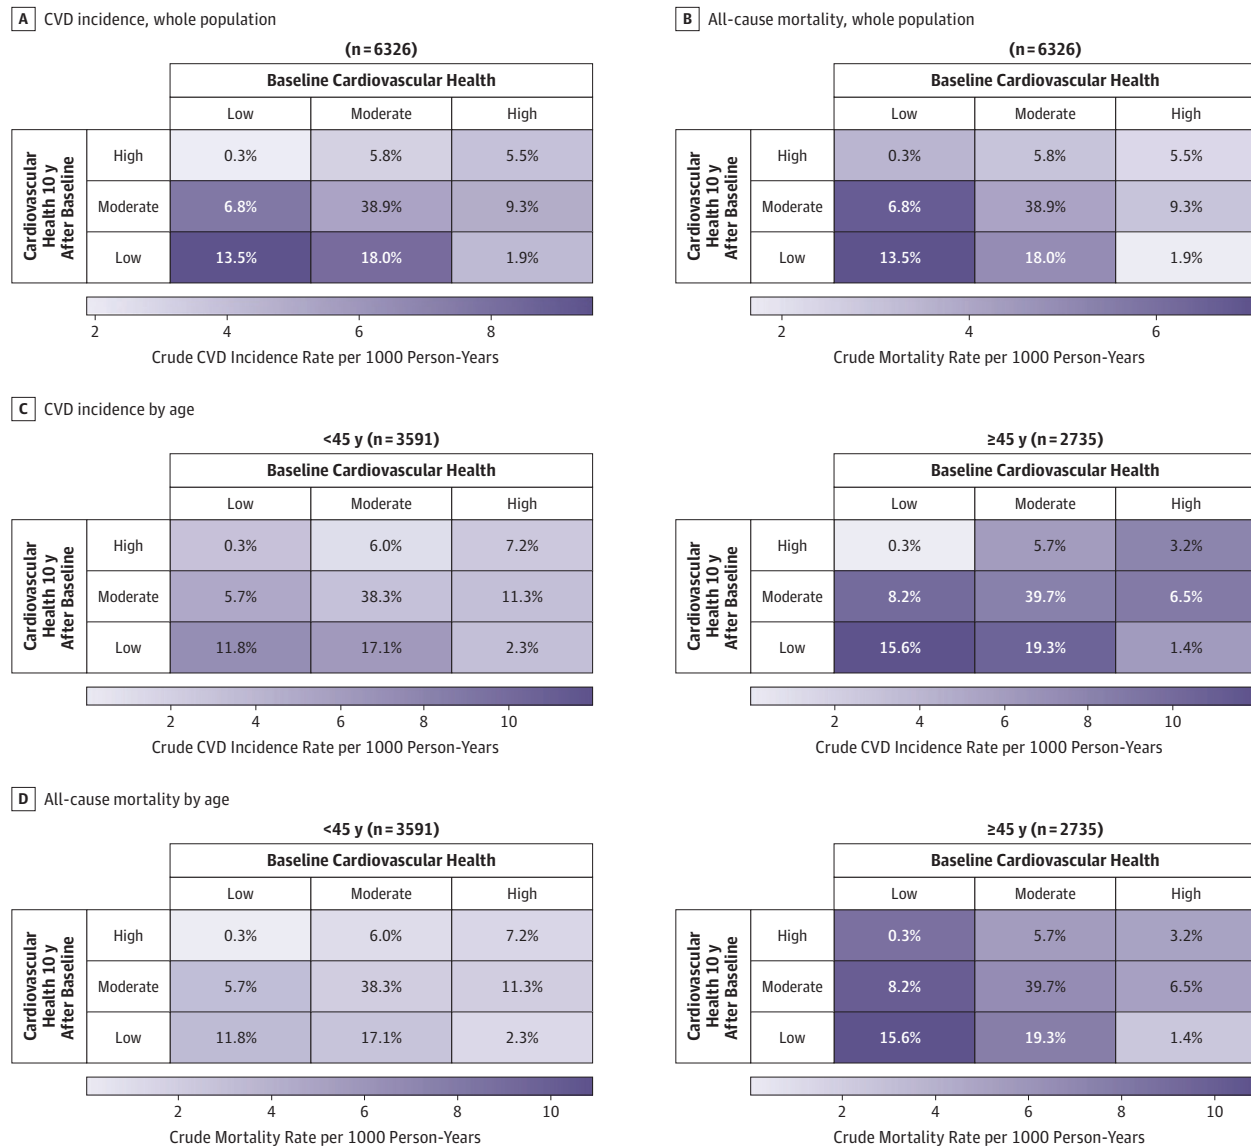 A CVD incidence, whole population
(n=6326)
Baseline Cardiovascular Health
Low Moderate High
Cardiovascular
Health 10 y
After Baseline
High 0.3% 5.8% 5.5%
Moderate 6.8% 38.9% 9.3%
Low 13.5% 18.0% 1.9%
2 4 6 8
Crude CVD Incidence Rate per 1000 Person-Years
B All-cause mortality, whole population
(n=6326)
Baseline Cardiovascular Health
Low Moderate High
Cardiovascular
Health 10 y
After Baseline
High 0.3% 5.8% 5.5%
Moderate 6.8% 38.9% 9.3%
Low 13.5% 18.0% 1.9%
2 4 6
Crude Mortality Rate per 1000 Person-Years
C CVD incidence by age
<45 y (n=3591)
Baseline Cardiovascular Health
Low Moderate High
Cardiovascular
Health 10 y
After Baseline
High 0.3% 6.0% 7.2%
Moderate 5.7% 38.3% 11.3%
Low 11.8% 17.1% 2.3%
2 4 6 8 10
Crude CVD Incidence Rate per 1000 Person-Years
≥45 y (n=2735)
Baseline Cardiovascular Health
Low Moderate High
Cardiovascular
Health 10 y
After Baseline
High 0.3% 5.7% 3.2%
Moderate 8.2% 39.7% 6.5%
Low 15.6% 19.3% 1.4%
2 4 6 8 10
Crude CVD Incidence Rate per 1000 Person-Years
D All-cause mortality by age
<45 y (n=3591)
Baseline Cardiovascular Health
Low Moderate High
Cardiovascular
Health 10 y
After Baseline
High 0.3% 6.0% 7.2%
Moderate 5.7% 38.3% 11.3%
Low 11.8% 17.1% 2.3%
2 4 6 8 10
Crude Mortality Rate per 1000 Person-Years
≥45 y (n=2735)
Baseline Cardiovascular Health
Low Moderate High
Cardiovascular
Health 10 y
After Baseline
High 0.3% 5.7% 3.2%
Moderate 8.2% 39.7% 6.5%
Low 15.6% 19.3% 1.4%
2 4 6 8 10
Crude Mortality Rate per 1000 Person-Years